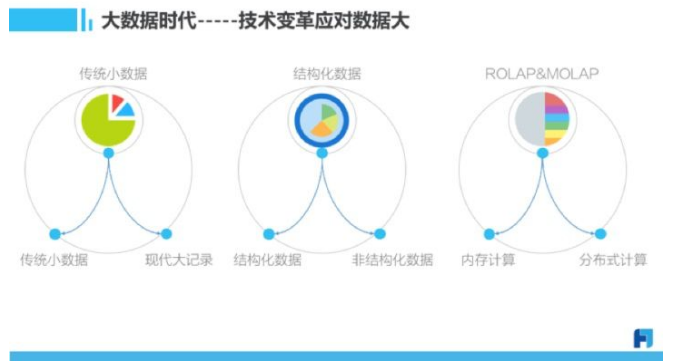 大数据时代-----技术变革应对数据大
传统小数据
结构化数据
ROLAP&MOLAP
传统小数据
现代大记录
结构化数据
非结构化数据
内存计算
分布式计算